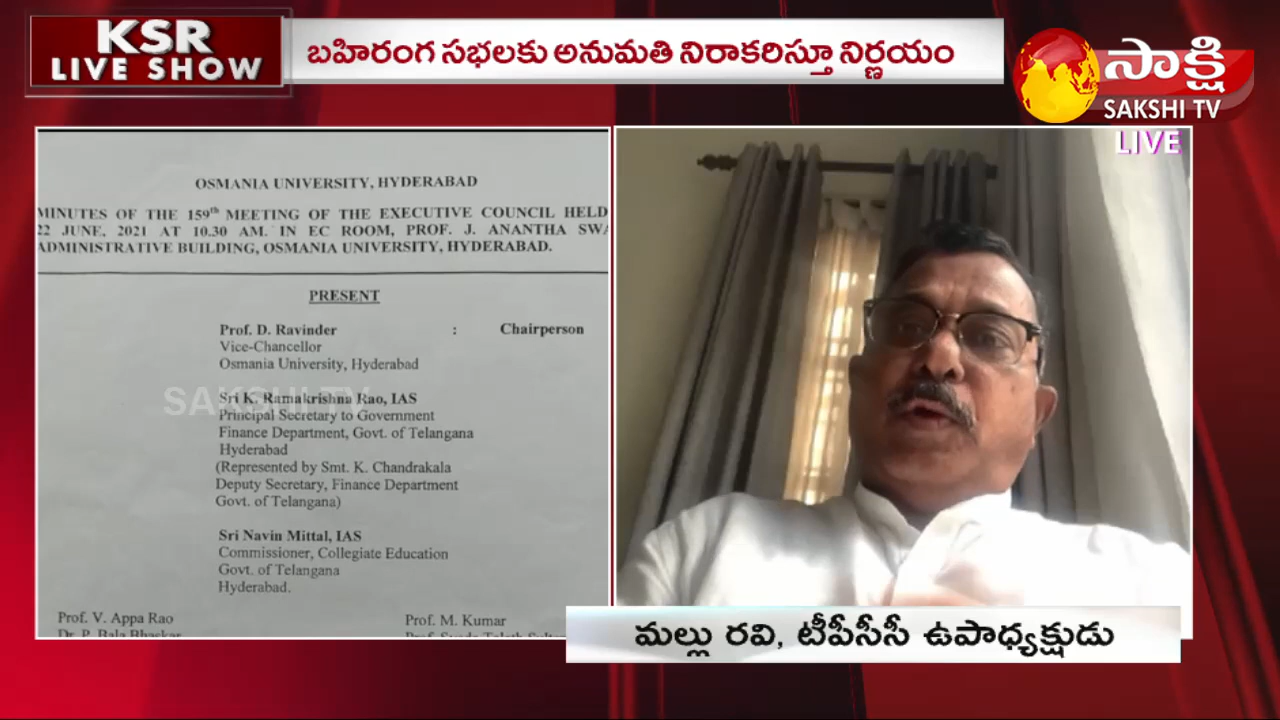 KSR
LIVE SHOW
బహిరంగ సభలకు అనుమతి నిరాకరిస్తూ నిర్ణయం
సాక్షి
SAKSHI TV
LIVE
OSMANIA UNIVERSITY, HYDERABAD
MINUTES OF THE 159th MEETING OF THE EXECUTIVE COUNCIL HELD
22 JUNE, 2021 AT 10.30 AM. IN EC ROOM, PROF. J. ANANTHA SWA
ADMINISTRATIVE BUILDING, OSMANIA UNIVERSITY, HYDERABAD.
PRESENT
Prof. D. Ravinder : Chairperson
Vice-Chancellor
Osmania University, Hyderabad
SAKSHI TV
Sri K. Ramakrishna Rao, IAS
Principal Secretary to Government
Finance Department, Govt. of Telangana
Hyderabad
(Represented by Smt. K. Chandrakala
Deputy Secretary, Finance Department
Govt. of Telangana)
Sri Navin Mittal, IAS
Commissioner, Collegiate Education
Govt. of Telangana
Hyderabad.
Prof. V. Appa Rao Prof. M. Kumar
Dr. P. Bala Bhaskar
మల్లు రవి, టీపీసీసీ ఉపాధ్యక్షుడు